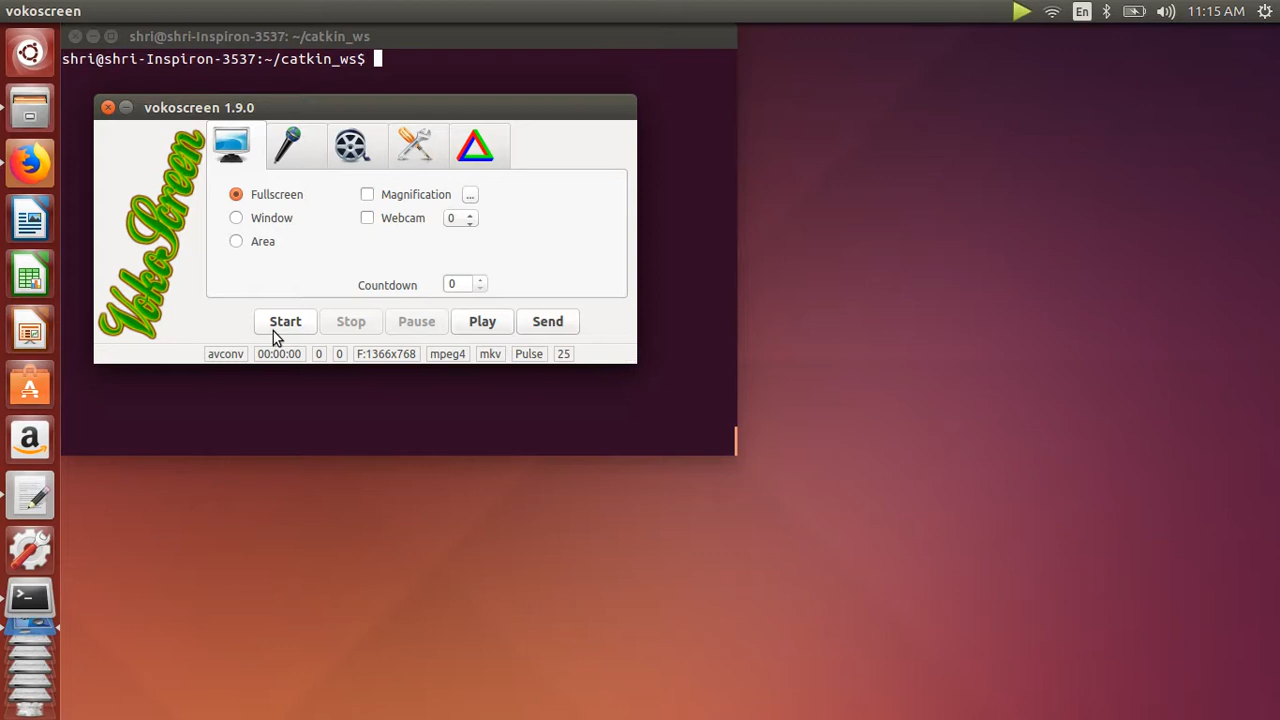 vokoscreen
En
11:15 AM
shri@shri-Inspiron-3537: ~/catkin_ws
shri@shri-Inspiron-3537:~/catkin_ws$
vokoscreen 1.9.0
VokoScreen
Fullscreen
Magnification
...
Window
Webcam
0
Area
Countdown
0
Start
Stop
Pause
Play
Send
avconv
00:00:00
0
0
F:1366x768
mpeg4
mkv
Pulse
25